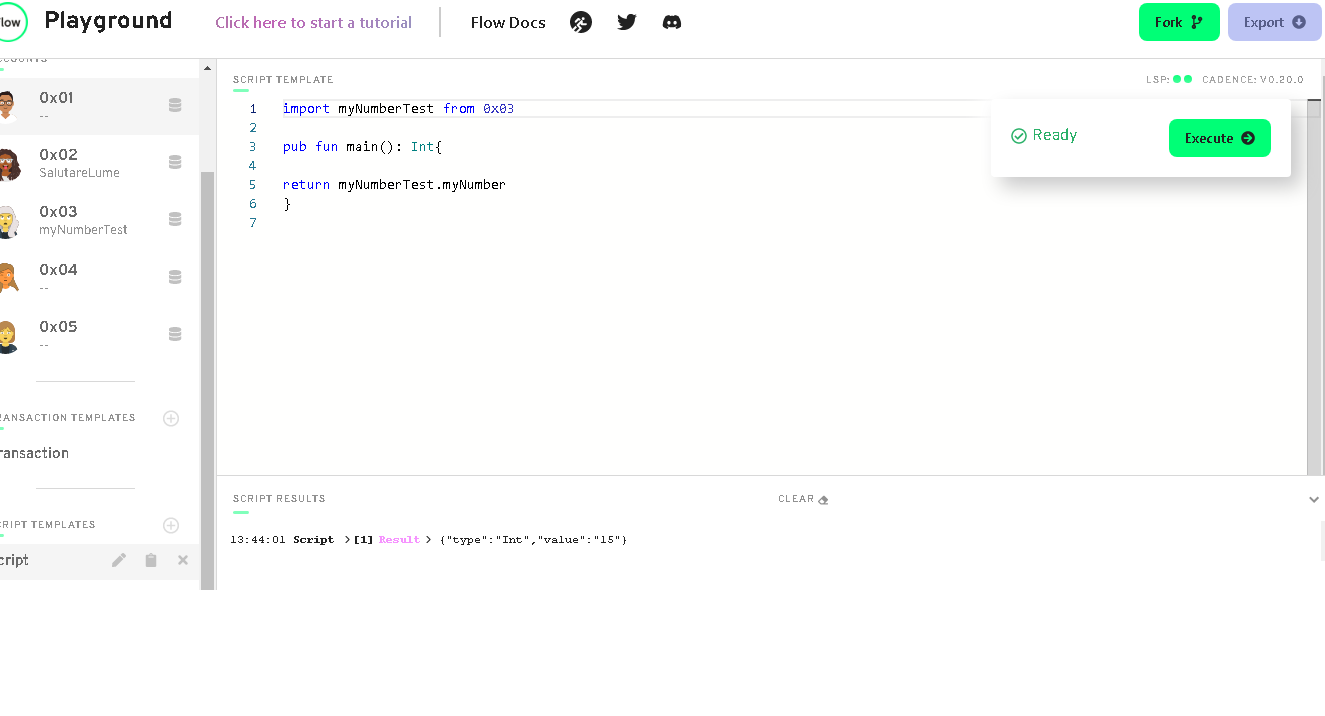 low Playground Click here to start a tutorial Flow Docs Fork Export
COUNTS
0x01
--
0x02
SalutareLume
0x03
myNumberTest
0x04
--
0x05
--
RANSACTION TEMPLATES
ransaction
CRIPT TEMPLATES
cript
SCRIPT TEMPLATE
LSP: CADENCE: V0.20.0
1 import myNumberTest from 0x03
2
3 pub fun main(): Int{
4
5 return myNumberTest.myNumber
6 }
7
Ready Execute
SCRIPT RESULTS CLEAR
13:44:01 Script >[1] Result > {"type":"Int","value":"15"}